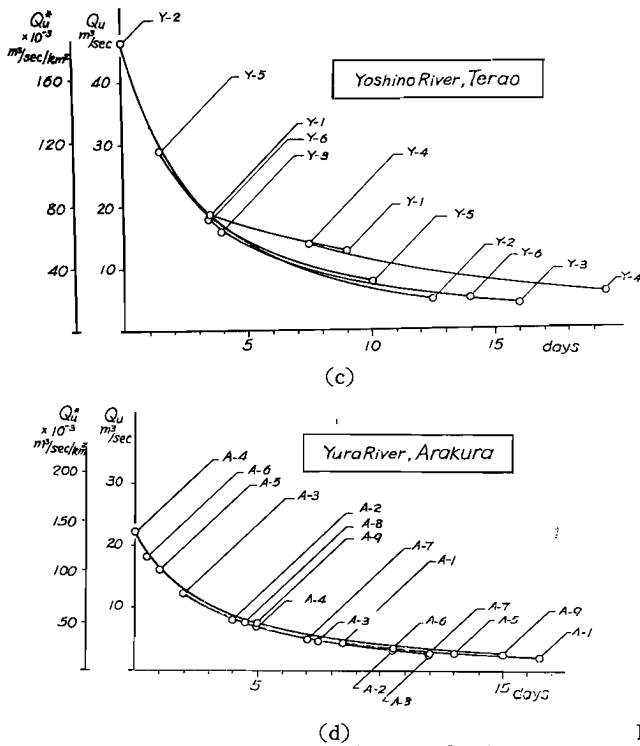 Qu*
×10⁻³
m³/sec/km²
Qu
m³/sec
160
120
80
40
40
30
20
10
Y-2
Y-5
Y-1
Y-6
Y-3
Yoshino River, Terao
Y-4
Y-1
Y-5
Y-2
Y-6
Y-3
Y-4
5
10
15
days
(c)
Qu*
×10⁻³
m³/sec/km²
Qu
m³/sec
200
150
100
50
30
20
10
A-4
A-6
A-5
A-3
Yura River, Arakura
A-2
A-8
A-9
A-7
A-1
A-4
A-3
A-6
A-7
A-5
A-9
A-1
A-2
A-3
5
15
days
(d)